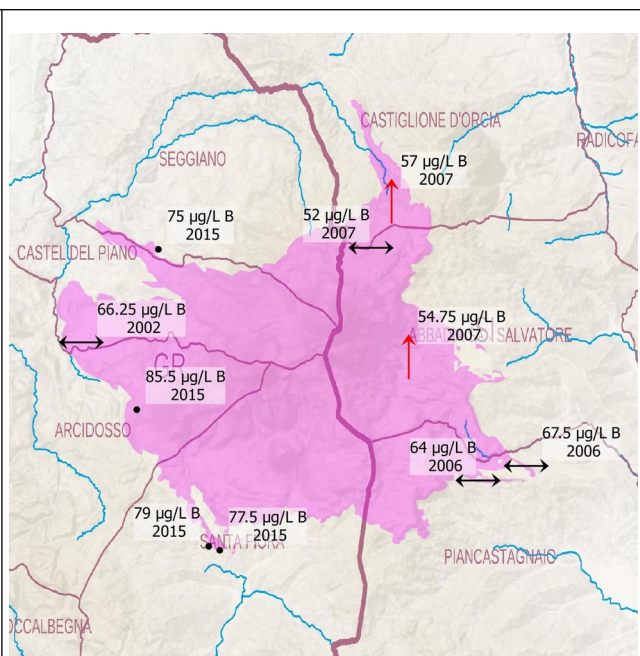 CASTIGLIONE D'ORCIA
RADICOFA
SEGGIANO
57 µg/L B
2007
75 µg/L B
2015
52 µg/L B
2007
CASTEL DEL PIANO
66.25 µg/L B
2002
54.75 µg/L B
2007
ABBADIA SALVATORE
GR
85.5 µg/L B
2015
ARCIDOSSO
67.5 µg/L B
2006
64 µg/L B
2006
79 µg/L B
2015
77.5 µg/L B
2015
SANTA FIORA
PIANCASTAGNAIO
OCCALBEGNA